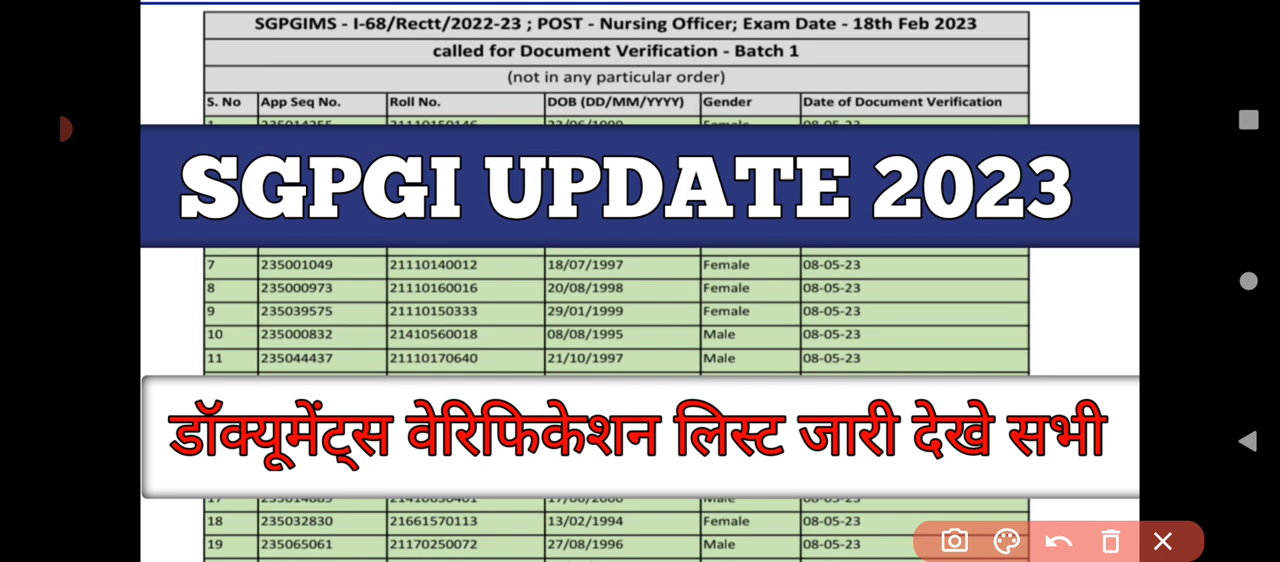 SGPGIMS - I-68/Rectt/2022-23 ; POST - Nursing Officer; Exam Date - 18th Feb 2023
called for Document Verification - Batch 1
(not in any particular order)
S. No App Seq No. Roll No. DOB (DD/MM/YYYY) Gender Date of Document Verification
SGPGI UPDATE 2023
7 235001049 21110140012 18/07/1997 Female 08-05-23
8 235000973 21110160016 20/08/1998 Female 08-05-23
9 235039575 21110150333 29/01/1999 Female 08-05-23
10 235000832 21410560018 08/08/1995 Male 08-05-23
11 235044437 21110170640 21/10/1997 Male 08-05-23
डॉक्यूमेंट्स वेरिफिकेशन लिस्ट जारी देखे सभी
18 235032830 21661570113 13/02/1994 Female 08-05-23
19 235065061 21170250072 27/08/1996 Male 08-05-23